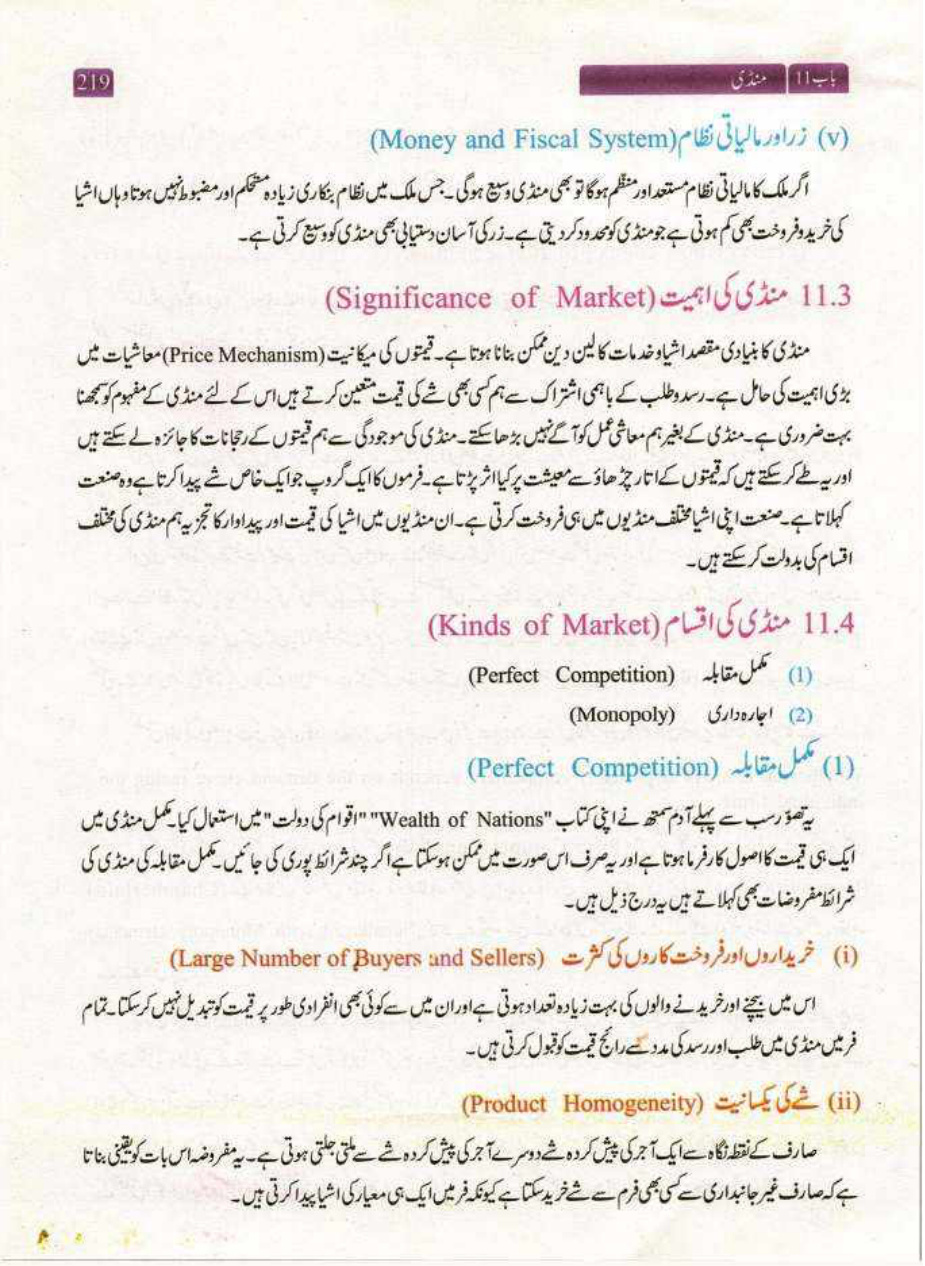 باب 11 منڈی 219
(v) زر اور مالیاتی نظام (Money and Fiscal System)
اگر ملک کا مالیاتی نظام مستعد اور منظم ہوگا تو بھی منڈی وسیع ہوگی۔ جس ملک میں نظام بنکاری زیادہ مستحکم اور مضبوط نہیں ہوتا وہاں اشیا
کی خرید و فروخت بھی کم ہوتی ہے جو منڈی کو محدود کر دیتی ہے۔ زر کی آسان دستیابی بھی منڈی کو وسیع کرتی ہے۔
11.3 منڈی کی اہمیت (Significance of Market)
منڈی کا بنیادی مقصد اشیا و خدمات کا لین دین ممکن بنانا ہوتا ہے۔ قیمتوں کی میکانیت (Price Mechanism) معاشیات میں
بڑی اہمیت کی حامل ہے۔ رسد و طلب کے باہمی اشتراک سے ہم کسی بھی شے کی قیمت متعین کرتے ہیں اس کے لئے منڈی کے مفہوم کو سمجھنا
بہت ضروری ہے۔ منڈی کے بغیر ہم معاشی عمل کو آگے نہیں بڑھا سکتے۔ منڈی کی موجودگی سے ہم قیمتوں کے رجحانات کا جائزہ لے سکتے ہیں
اور یہ طے کر سکتے ہیں کہ قیمتوں کے اتار چڑھاؤ سے معیشت پر کیا اثر پڑتا ہے۔ فرموں کا ایک گروپ جو ایک خاص شے پیدا کرتا ہے وہ صنعت
کہلاتا ہے۔ صنعت اپنی اشیا مختلف منڈیوں میں ہی فروخت کرتی ہے۔ ان منڈیوں میں اشیا کی قیمت اور پیداوار کا تجزیہ ہم منڈی کی مختلف
اقسام کی بدولت کر سکتے ہیں۔
11.4 منڈی کی اقسام (Kinds of Market)
(1) مکمل مقابلہ (Perfect Competition)
(2) اجارہ داری (Monopoly)
(1) مکمل مقابلہ (Perfect Competition)
یہ تصوّر سب سے پہلے آدم سمتھ نے اپنی کتاب "Wealth of Nations" "اقوام کی دولت" میں استعمال کیا۔ مکمل منڈی میں
ایک ہی قیمت کا اصول کارفرما ہوتا ہے اور یہ صرف اس صورت میں ممکن ہو سکتا ہے اگر چند شرائط پوری کی جائیں۔ مکمل مقابلہ کی منڈی کی
شرائط مفروضات بھی کہلاتے ہیں یہ درج ذیل ہیں۔
(i) خریداروں اور فروخت کاروں کی کثرت (Large Number of Buyers and Sellers)
اس میں بیچنے اور خریدنے والوں کی بہت زیادہ تعداد ہوتی ہے اور ان میں سے کوئی بھی انفرادی طور پر قیمت کو تبدیل نہیں کر سکتا۔ تمام
فرمیں منڈی میں طلب اور رسد کی مدد سے رائج قیمت کو قبول کرتی ہیں۔
(ii) شے کی یکسانیت (Product Homogeneity)
صارف کے نقطہ نگاہ سے ایک آجر کی پیش کردہ شے دوسرے آجر کی پیش کردہ شے سے ملتی جلتی ہوتی ہے۔ یہ مفروضہ اس بات کو یقینی بناتا
ہے کہ صارف غیر جانبداری سے کسی بھی فرم سے شے خرید سکتا ہے کیونکہ فرمیں ایک ہی معیار کی اشیا پیدا کرتی ہیں۔